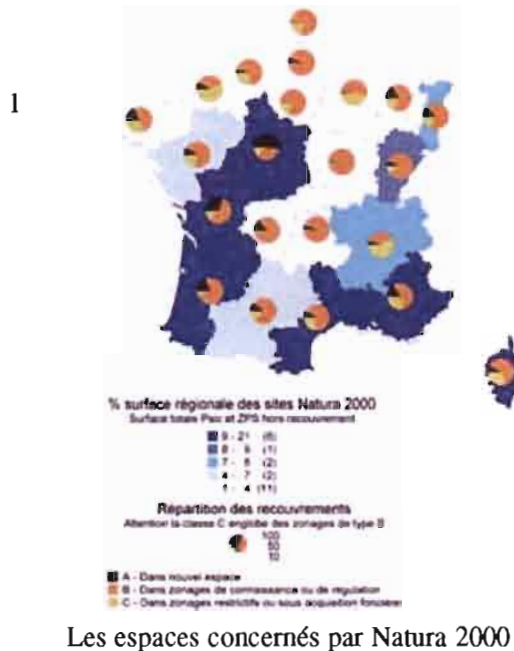 1
% surface régionale des sites Natura 2000
Surface totales Psic et ZPS hors recouvrement
9 - 21 (6)
8 - 9 (1)
7 - 8 (2)
4 - 7 (2)
1 - 4 (11)
Répartition des recouvrements
Attention la classe C englobe des zonages de type B
100
50
10
A - Dans nouvel espace
B - Dans zonages de connaissance ou de régulation
C - Dans zonages restrictifs ou sous acquisition foncière
Les espaces concernés par Natura 2000